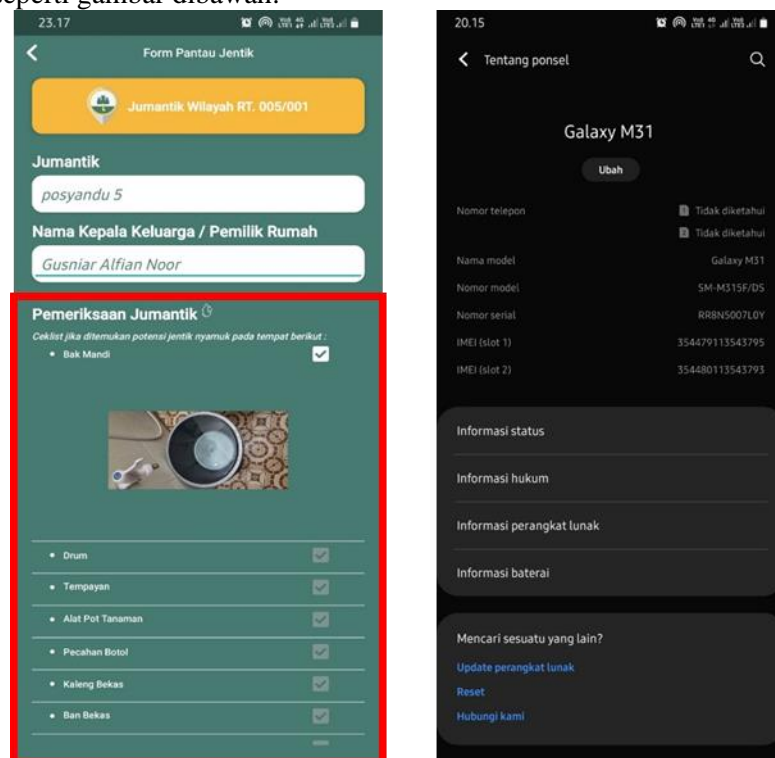 seperti gambar dibawah:
23.17
Form Pantau Jentik
Jumantik Wilayah RT. 005/001
Jumantik
posyandu 5
Nama Kepala Keluarga / Pemilik Rumah
Gusniar Alfian Noor
Pemeriksaan Jumantik
Ceklist jika ditemukan potensi jentik nyamuk pada tempat berikut :
• Bak Mandi
• Drum
• Tempayan
• Alat Pot Tanaman
• Pecahan Botol
• Kaleng Bekas
• Ban Bekas
20.15
Tentang ponsel
Galaxy M31
Ubah
Nomor telepon Tidak diketahui
Tidak diketahui
Nama model Galaxy M31
Nomor model SM-M315F/DS
Nomor serial RR8N5007L0Y
IMEI (slot 1) 354479113543795
IMEI (slot 2) 354480113543793
Informasi status
Informasi hukum
Informasi perangkat lunak
Informasi baterai
Mencari sesuatu yang lain?
Update perangkat lunak
Reset
Hubungi kami